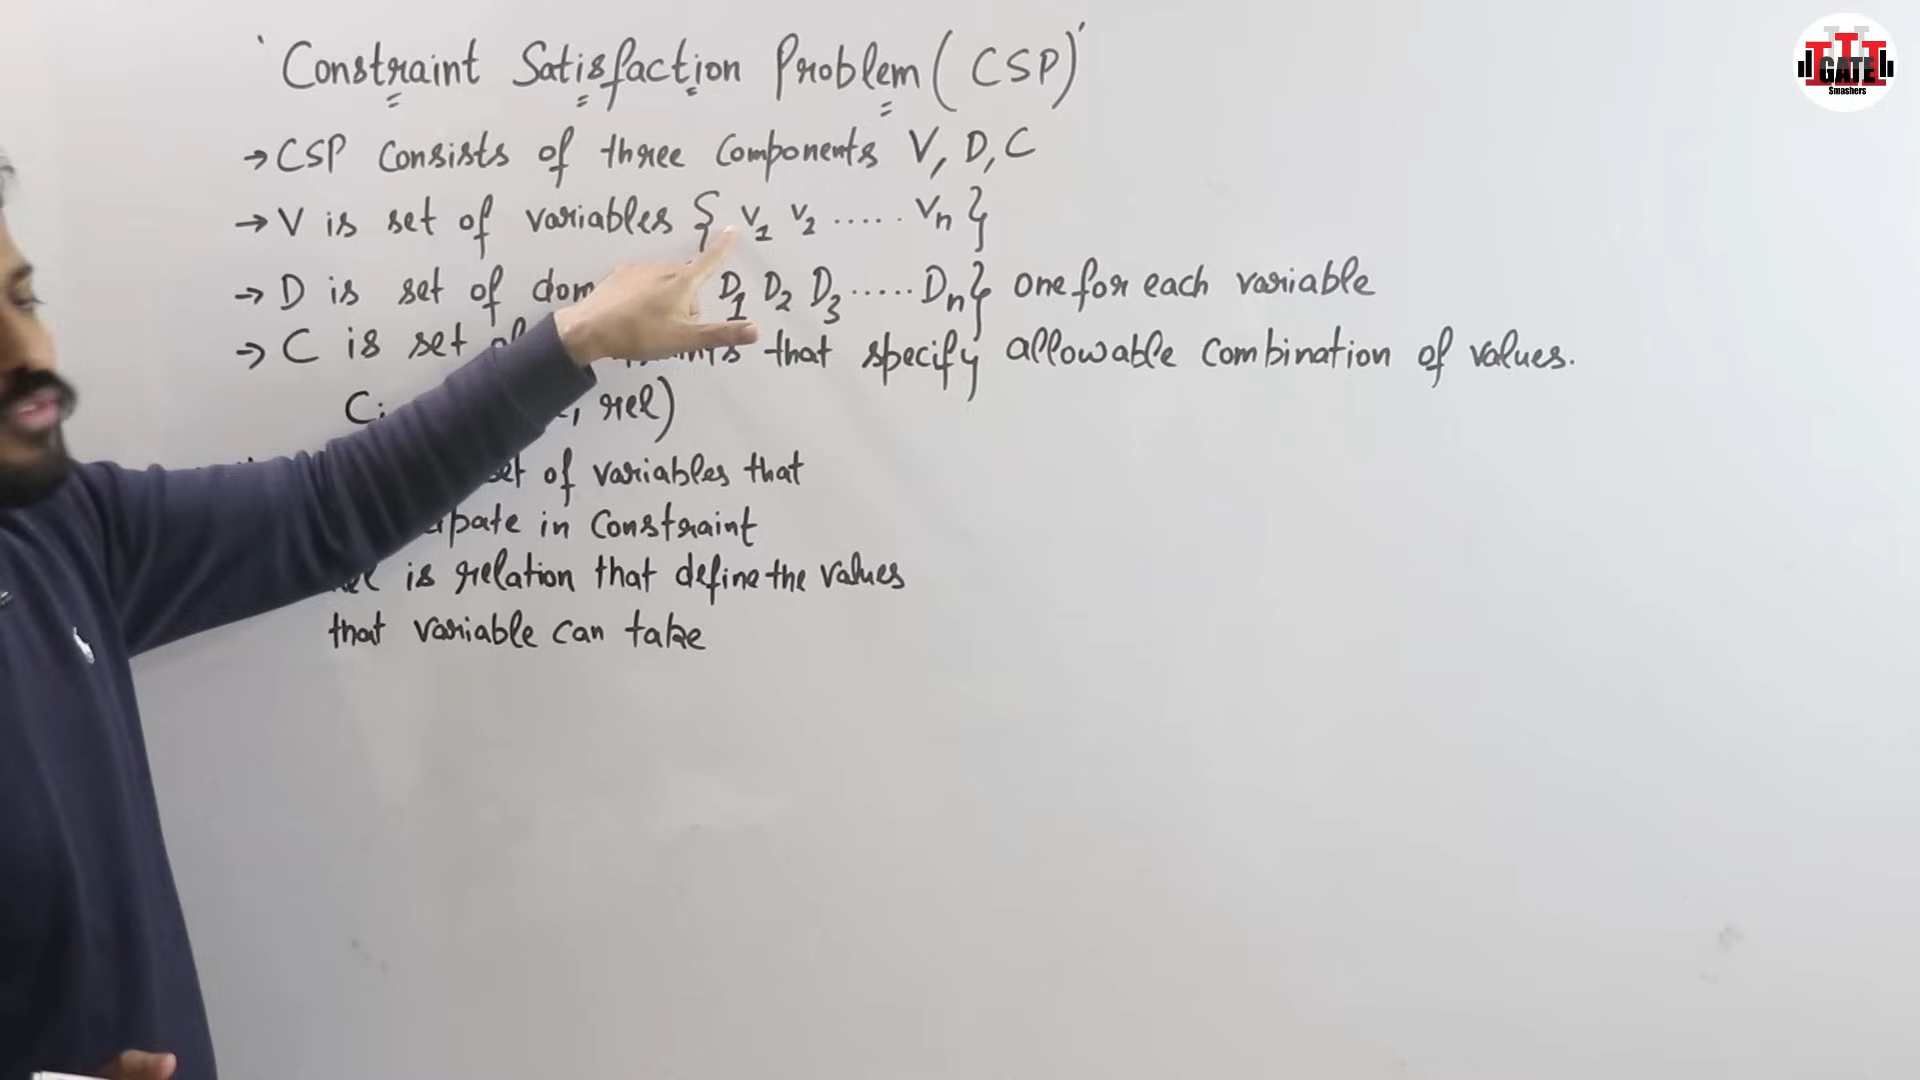 'Constraint Satisfaction Problem (CSP)'
→ CSP Consists of three Components V, D, C
→ V is set of variables { V1 V2 ..... Vn }
→ D is set of D1 D2 D3 ..... Dn } one for each variable
→ C is set that specify allowable Combination of values.
rel)
of variables that
in Constraint
is relation that define the values
that variable can take
GATE
Smashers